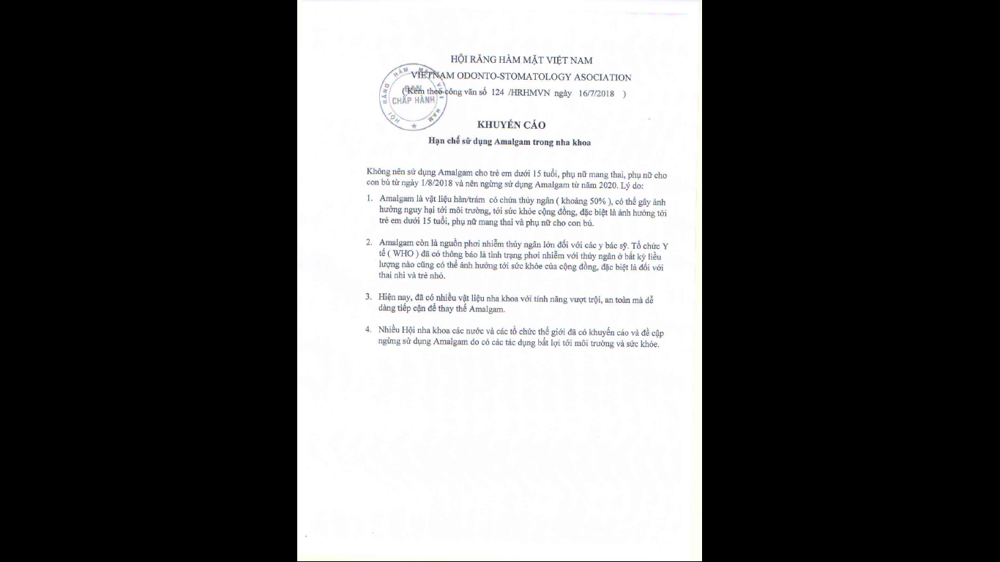 HỘI RĂNG HÀM MẶT VIỆT NAM
VIETNAM ODONTO-STOMATOLOGY ASOCIATION
( Kèm theo công văn số 124 /HRHMVN ngày 16/7/2018 )
HỘI RĂNG HÀM MẶT VIỆT NAM
BAN
CHẤP HÀNH
KHUYẾN CÁO
Hạn chế sử dụng Amalgam trong nha khoa
Không nên sử dụng Amalgam cho trẻ em dưới 15 tuổi, phụ nữ mang thai, phụ nữ cho
con bú từ ngày 1/8/2018 và nên ngừng sử dụng Amalgam từ năm 2020. Lý do:
1. Amalgam là vật liệu hàn/trám có chứa thủy ngân ( khoảng 50% ), có thể gây ảnh
hưởng nguy hại tới môi trường, tới sức khỏe cộng đồng, đặc biệt là ảnh hưởng tới
trẻ em dưới 15 tuổi, phụ nữ mang thai và phụ nữ cho con bú.
2. Amalgam còn là nguồn phơi nhiễm thủy ngân lớn đối với các y bác sỹ. Tổ chức Y
tế ( WHO ) đã có thông báo là tình trạng phơi nhiễm với thủy ngân ở bất kỳ liều
lượng nào cũng có thể ảnh hưởng tới sức khỏe của cộng đồng, đặc biệt là đối với
thai nhi và trẻ nhỏ.
3. Hiện nay, đã có nhiều vật liệu nha khoa với tính năng vượt trội, an toàn mà dễ
dàng tiếp cận để thay thế Amalgam.
4. Nhiều Hội nha khoa các nước và các tổ chức thế giới đã có khuyến cáo và đề cập
ngừng sử dụng Amalgam do có các tác dụng bất lợi tới môi trường và sức khỏe.